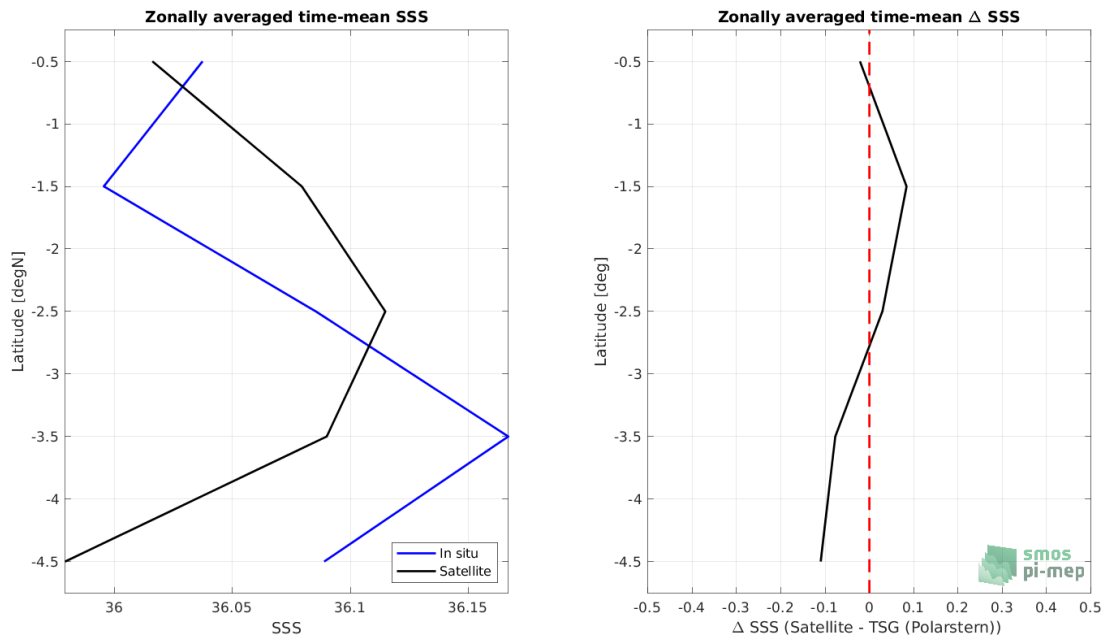 Zonally averaged time-mean SSS
-0.5
-1
-1.5
-2
-2.5
-3
-3.5
-4
-4.5
Latitude [degN]
36
36.05
36.1
36.15
SSS
In situ
Satellite
Zonally averaged time-mean Δ SSS
-0.5
-1
-1.5
-2
-2.5
-3
-3.5
-4
-4.5
Latitude [deg]
-0.5 -0.4 -0.3 -0.2 -0.1 0 0.1 0.2 0.3 0.4 0.5
Δ SSS (Satellite - TSG (Polarstern))
smos
pi-mep